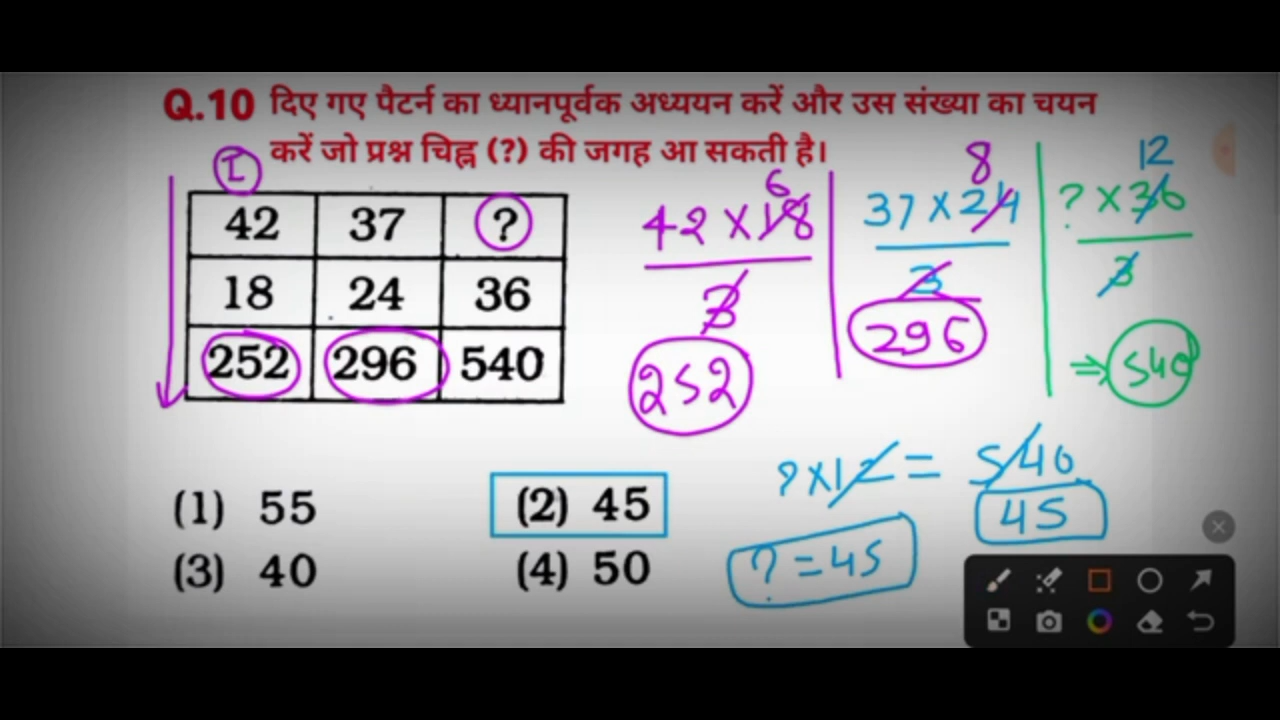 Q.10 दिए गए पैटर्न का ध्यानपूर्वक अध्ययन करें और उस संख्या का चयन
करें जो प्रश्न चिह्न (?) की जगह आ सकती है।
I
42 37 ?
18 24 36
252 296 540
6
42 × 18
3
252
8
37 × 24
3
296
12
? × 36
3
⇒ 540
? × 12 = 540
45
? = 45
(1) 55
(2) 45
(3) 40
(4) 50